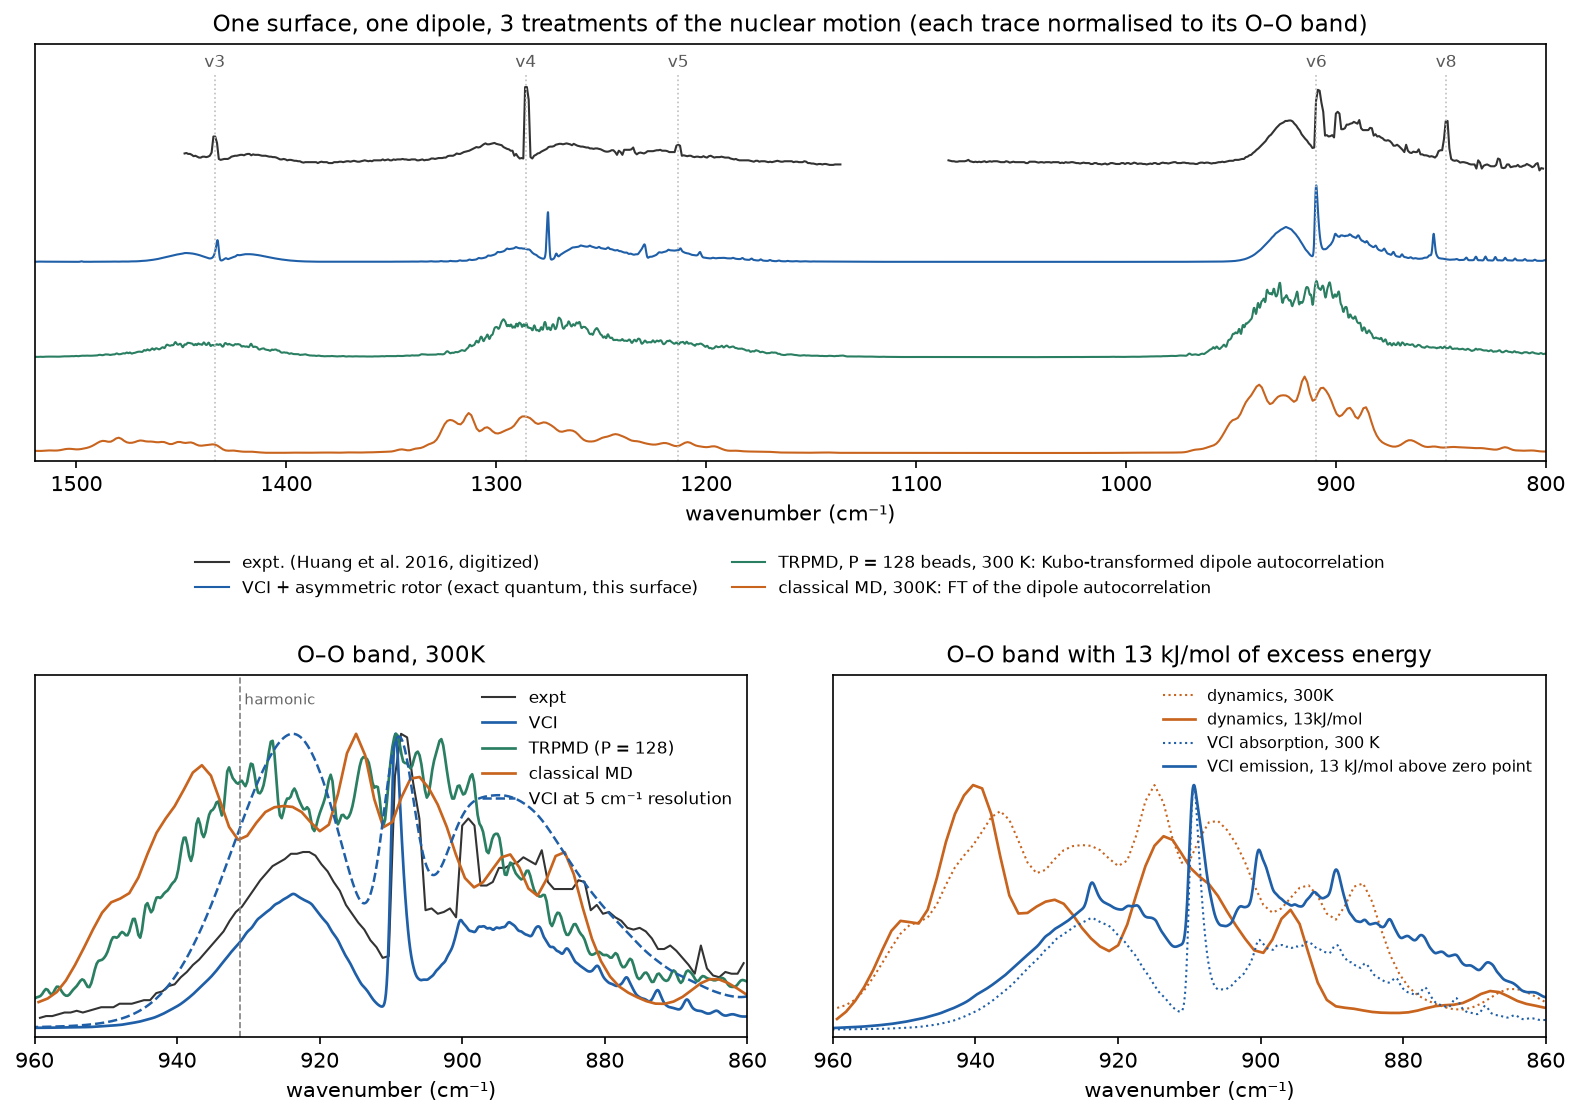 One surface, one dipole, 3 treatments of the nuclear motion (each trace normalised to its O–O band)
v3 v4 v5 v6 v8
1500 1400 1300 1200 1100 1000 900 800
wavenumber (cm⁻¹)
expt. (Huang et al. 2016, digitized)
VCI + asymmetric rotor (exact quantum, this surface)
TRPMD, P = 128 beads, 300 K: Kubo-transformed dipole autocorrelation
classical MD, 300K: FT of the dipole autocorrelation
O–O band, 300K
harmonic
expt
VCI
TRPMD (P = 128)
classical MD
VCI at 5 cm⁻¹ resolution
960 940 920 900 880 860
wavenumber (cm⁻¹)
O–O band with 13 kJ/mol of excess energy
dynamics, 300K
dynamics, 13kJ/mol
VCI absorption, 300 K
VCI emission, 13 kJ/mol above zero point
960 940 920 900 880 860
wavenumber (cm⁻¹)